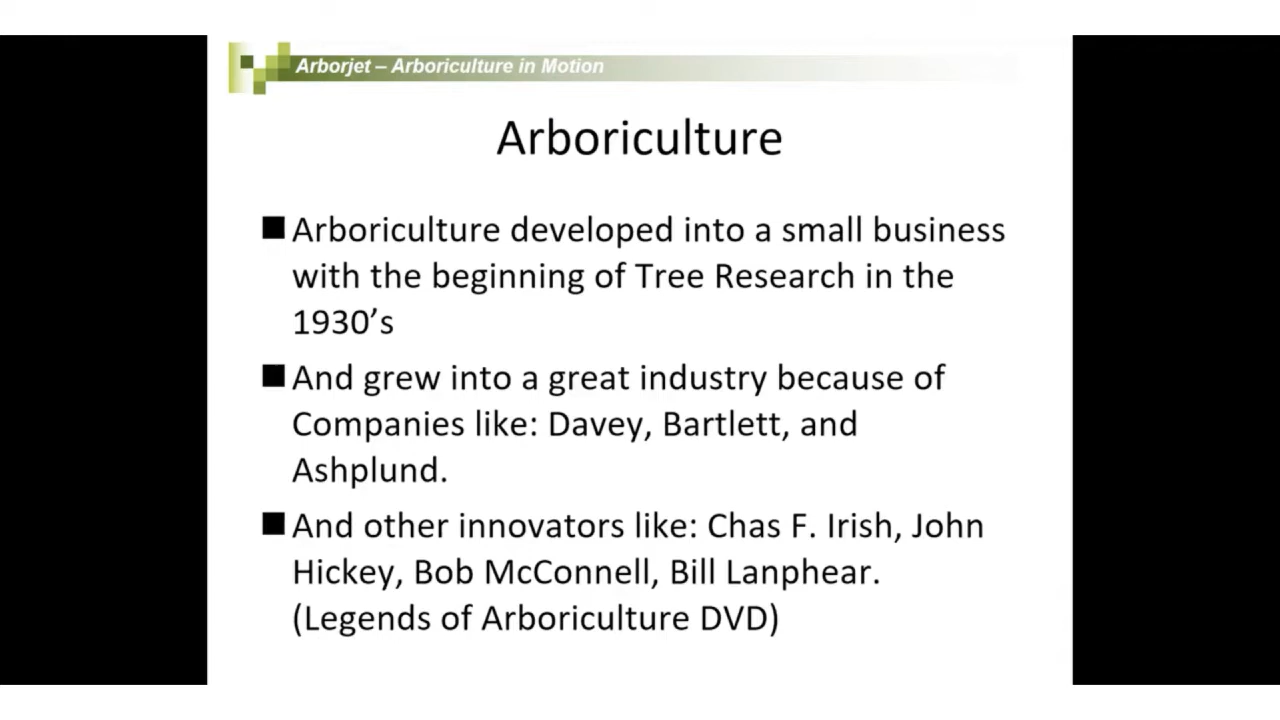 Arborjet – Arboriculture in Motion
Arboriculture
■ Arboriculture developed into a small business
with the beginning of Tree Research in the
1930’s
■ And grew into a great industry because of
Companies like: Davey, Bartlett, and
Ashplund.
■ And other innovators like: Chas F. Irish, John
Hickey, Bob McConnell, Bill Lanphear.
(Legends of Arboriculture DVD)